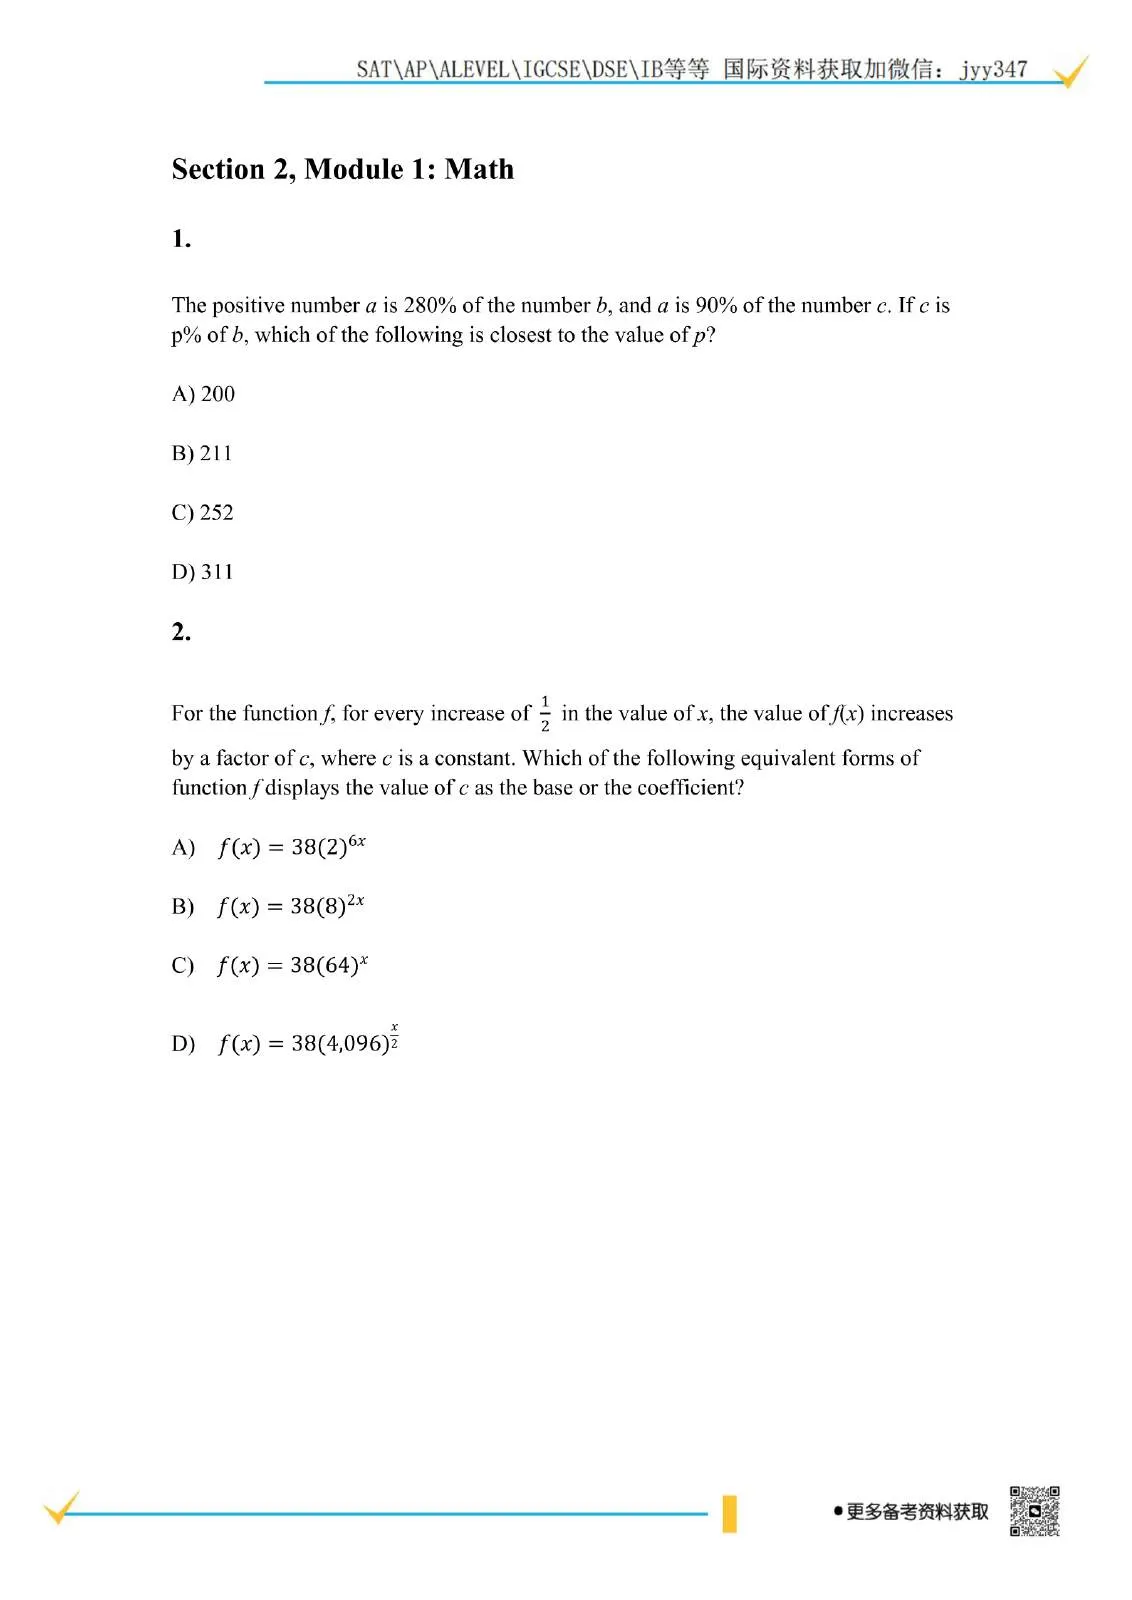 SAT\AP\ALEVEL\IGCSE\DSE\IB等等 国际资料获取加微信：jyy347
Section 2, Module 1: Math
1.
The positive number a is 280% of the number b, and a is 90% of the number c. If c is
p% of b, which of the following is closest to the value of p?
A) 200
B) 211
C) 252
D) 311
2.
For the function f, for every increase of 1/2 in the value of x, the value of f(x) increases
by a factor of c, where c is a constant. Which of the following equivalent forms of
function f displays the value of c as the base or the coefficient?
A) f(x) = 38(2)^{6x}
B) f(x) = 38(8)^{2x}
C) f(x) = 38(64)^{x}
D) f(x) = 38(4,096)^{x/2}
•更多备考资料获取